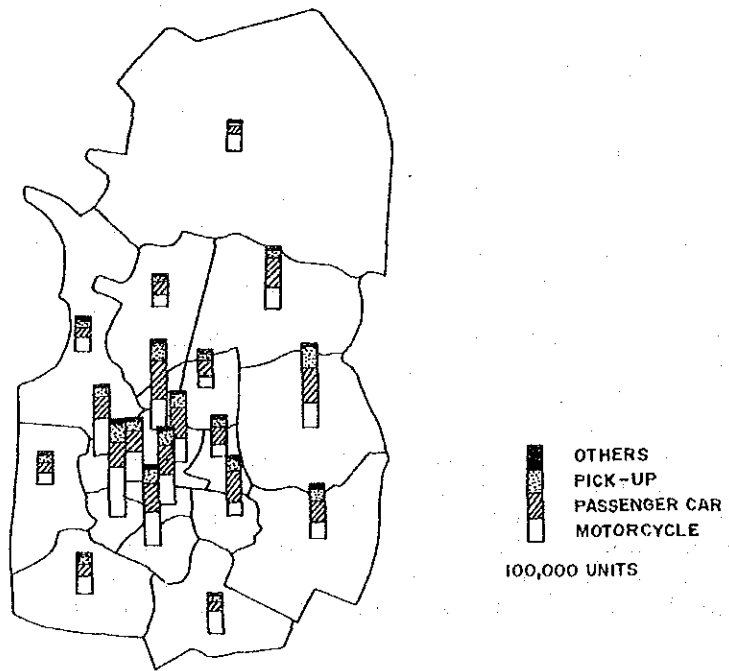 OTHERS
PICK-UP
PASSENGER CAR
MOTORCYCLE
100,000 UNITS